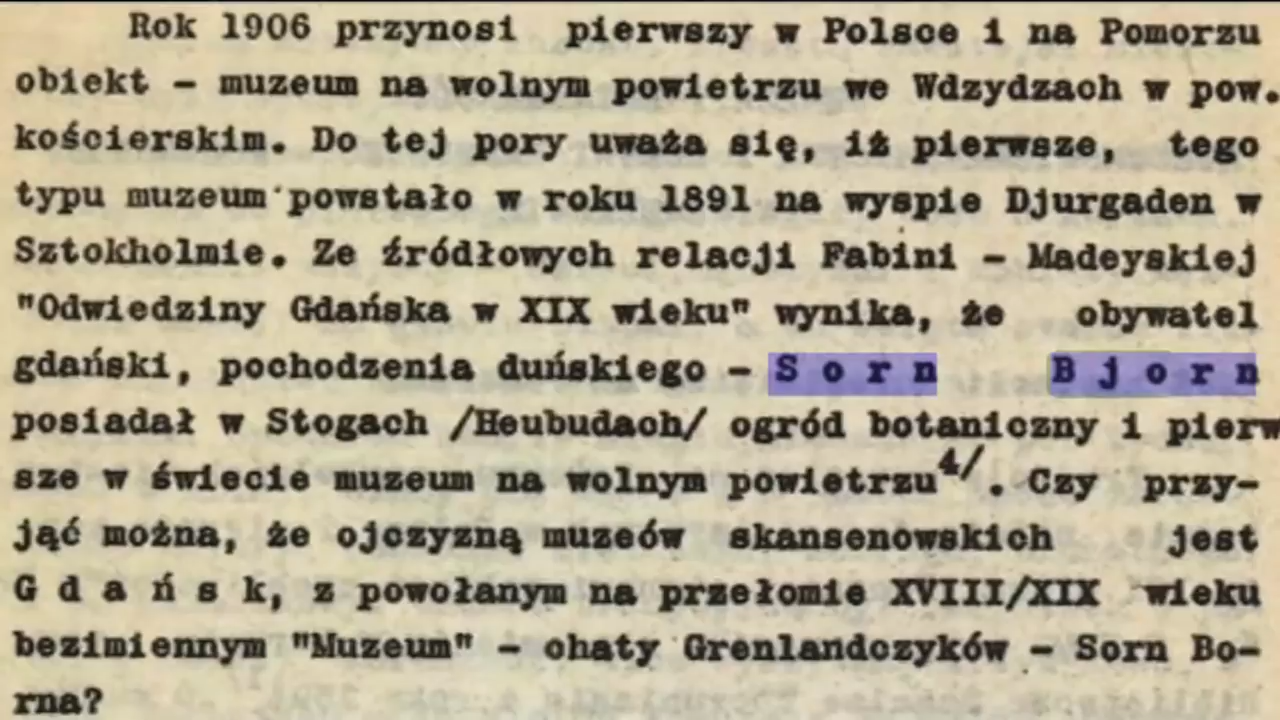 Rok 1906 przynosi pierwszy w Polsce i na Pomorzu
obiekt - muzeum na wolnym powietrzu we Wdzydzach w pow.
kościerskim. Do tej pory uważa się, iż pierwsze, tego
typu muzeum powstało w roku 1891 na wyspie Djurgaden w
Sztokholmie. Ze źródłowych relacji Fabini - Madeyskiej
"Odwiedziny Gdańska w XIX wieku" wynika, że obywatel
gdański, pochodzenia duńskiego - S o r n B j o r n
posiadał w Stogach /Heubudach/ ogród botaniczny i pierw
sze w świecie muzeum na wolnym powietrzu4/. Czy przy-
jąć można, że ojczyzną muzeów skansenowskich jest
G d a ń s k, z powołanym na przełomie XVIII/XIX wieku
bezimiennym "Muzeum" - chaty Grenlandczyków - Sorn Bo-
rna?